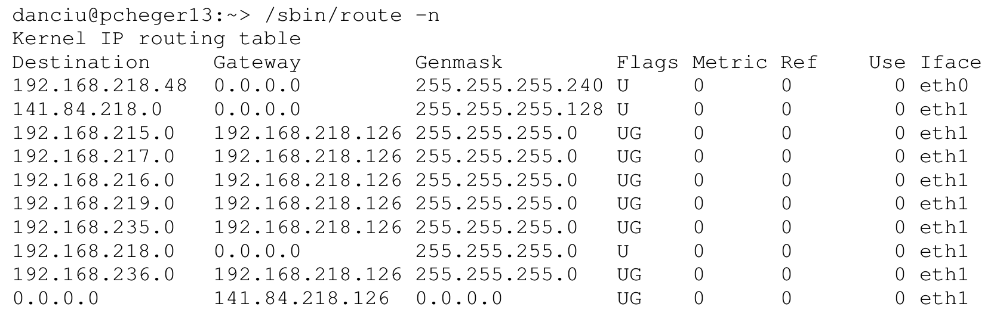 danciu@pcheger13:~> /sbin/route -n
Kernel IP routing table
Destination     Gateway         Genmask         Flags Metric Ref    Use Iface
192.168.218.48  0.0.0.0         255.255.255.240 U     0      0        0 eth0
141.84.218.0    0.0.0.0         255.255.255.128 U     0      0        0 eth1
192.168.215.0   192.168.218.126 255.255.255.0   UG    0      0        0 eth1
192.168.217.0   192.168.218.126 255.255.255.0   UG    0      0        0 eth1
192.168.216.0   192.168.218.126 255.255.255.0   UG    0      0        0 eth1
192.168.219.0   192.168.218.126 255.255.255.0   UG    0      0        0 eth1
192.168.235.0   192.168.218.126 255.255.255.0   UG    0      0        0 eth1
192.168.218.0   0.0.0.0         255.255.255.0   U     0      0        0 eth1
192.168.236.0   192.168.218.126 255.255.255.0   UG    0      0        0 eth1
0.0.0.0         141.84.218.126  0.0.0.0         UG    0      0        0 eth1